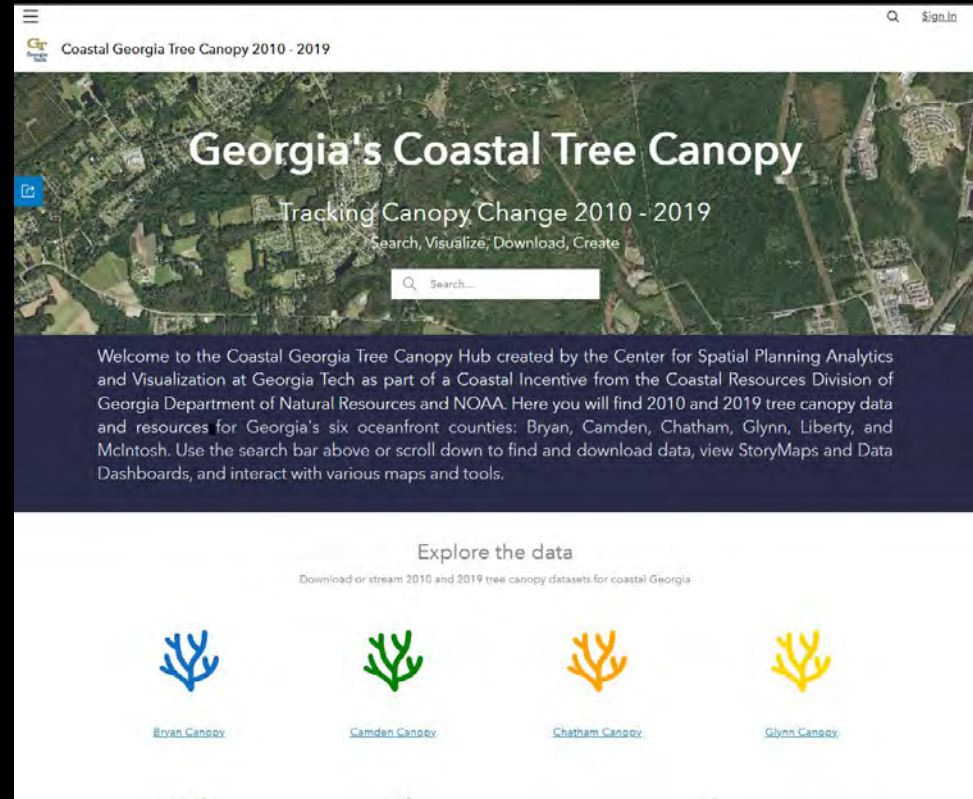 Sign In
GT
Georgia
Tech
Coastal Georgia Tree Canopy 2010 - 2019
Georgia's Coastal Tree Canopy
Tracking Canopy Change 2010 - 2019
Search, Visualize, Download, Create
Search...
Welcome to the Coastal Georgia Tree Canopy Hub created by the Center for Spatial Planning Analytics
and Visualization at Georgia Tech as part of a Coastal Incentive from the Coastal Resources Division of
Georgia Department of Natural Resources and NOAA. Here you will find 2010 and 2019 tree canopy data
and resources for Georgia's six oceanfront counties: Bryan, Camden, Chatham, Glynn, Liberty, and
McIntosh. Use the search bar above or scroll down to find and download data, view StoryMaps and Data
Dashboards, and interact with various maps and tools.
Explore the data
Download or stream 2010 and 2019 tree canopy datasets for coastal Georgia
Bryan Canopy
Camden Canopy
Chatham Canopy
Glynn Canopy